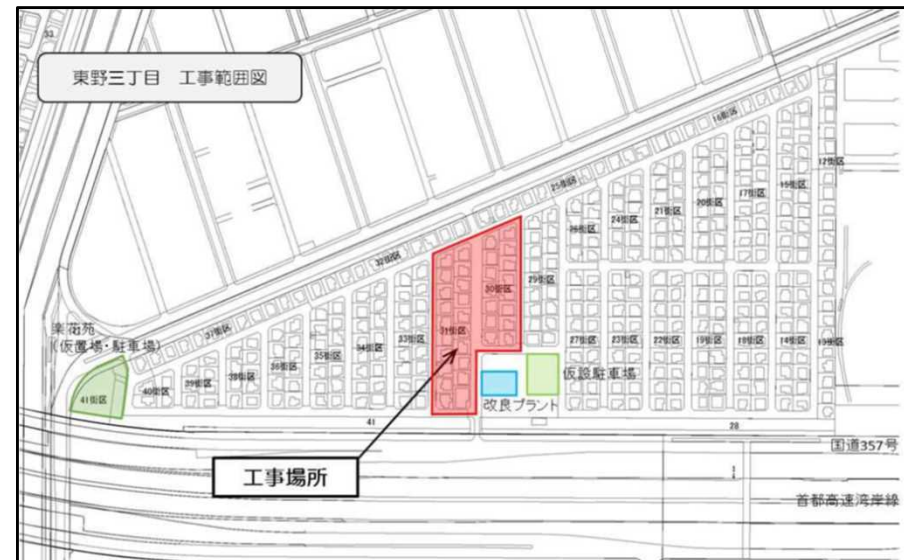 33
東野三丁目　工事範囲図
16街区
12街区
15街区
17街区
20街区
21街区
24街区
26街区
25街区
29街区
30街区
32街区
31街区
33街区
34街区
35街区
36街区
37街区
38街区
39街区
40街区
楽苑苑
(仮置場・駐車場)
41街区
27街区
23街区
22街区
19街区
18街区
14街区
13街区
仮設駐車場
改良プラント
41
28
工事場所
国道357号
首都高速湾岸線